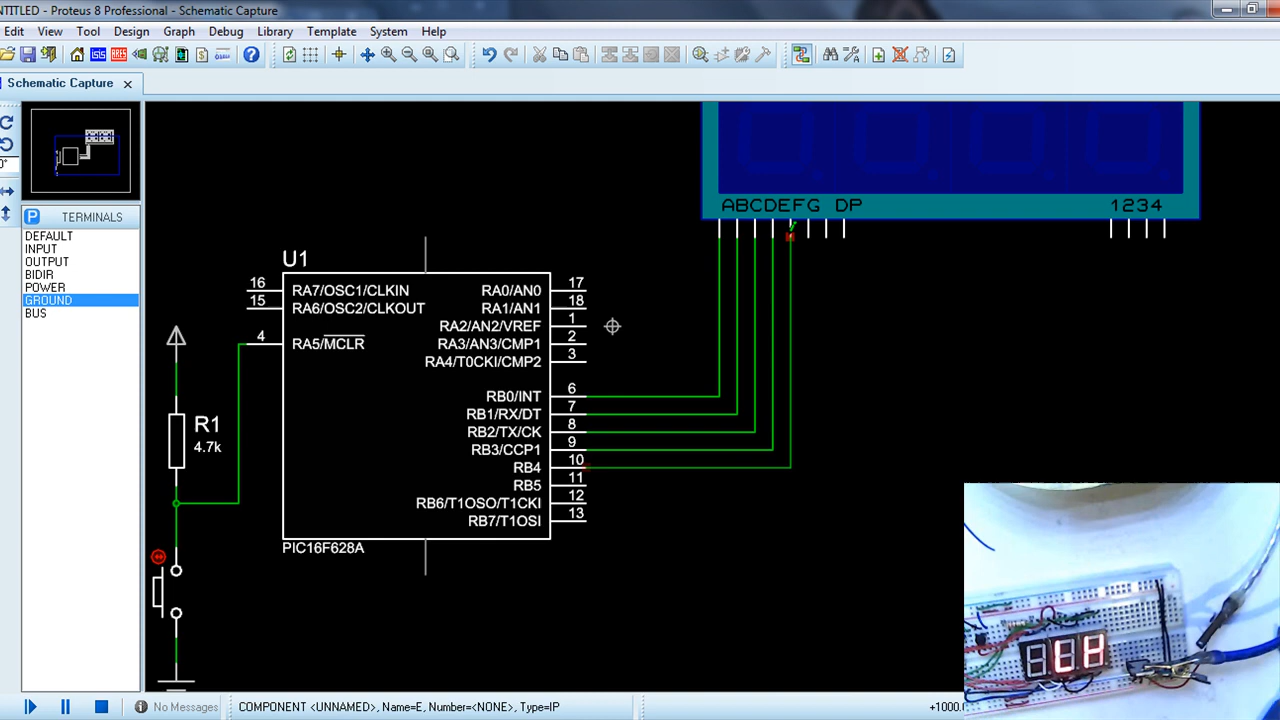 NTITLED - Proteus 8 Professional - Schematic Capture
Edit View Tool Design Graph Debug Library Template System Help
Schematic Capture
P TERMINALS
DEFAULT
INPUT
OUTPUT
BIDIR
POWER
GROUND
BUS
ABCDEFG DP 1234
U1
16 RA7/OSC1/CLKIN RA0/AN0 17
15 RA6/OSC2/CLKOUT RA1/AN1 18
RA2/AN2/VREF 1
4 RA5/MCLR RA3/AN3/CMP1 2
RA4/T0CKI/CMP2 3
RB0/INT 6
RB1/RX/DT 7
RB2/TX/CK 8
RB3/CCP1 9
RB4 10
RB5 11
RB6/T1OSO/T1CKI 12
RB7/T1OSI 13
PIC16F628A
R1
4.7k
No Messages COMPONENT <UNNAMED>, Name=E, Number=<NONE>, Type=IP +1000.